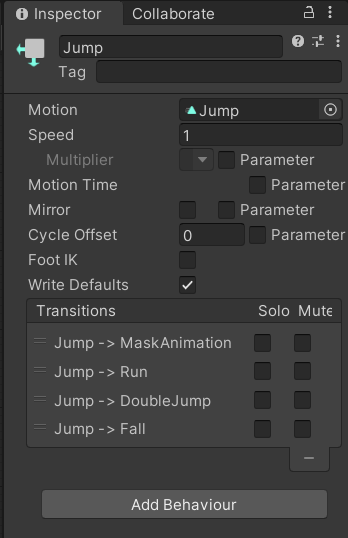 Inspector Collaborate
Jump
Tag
Motion Jump
Speed 1
Multiplier Parameter
Motion Time Parameter
Mirror Parameter
Cycle Offset 0 Parameter
Foot IK
Write Defaults
Transitions Solo Mute
Jump -> MaskAnimation
Jump -> Run
Jump -> DoubleJump
Jump -> Fall
Add Behaviour